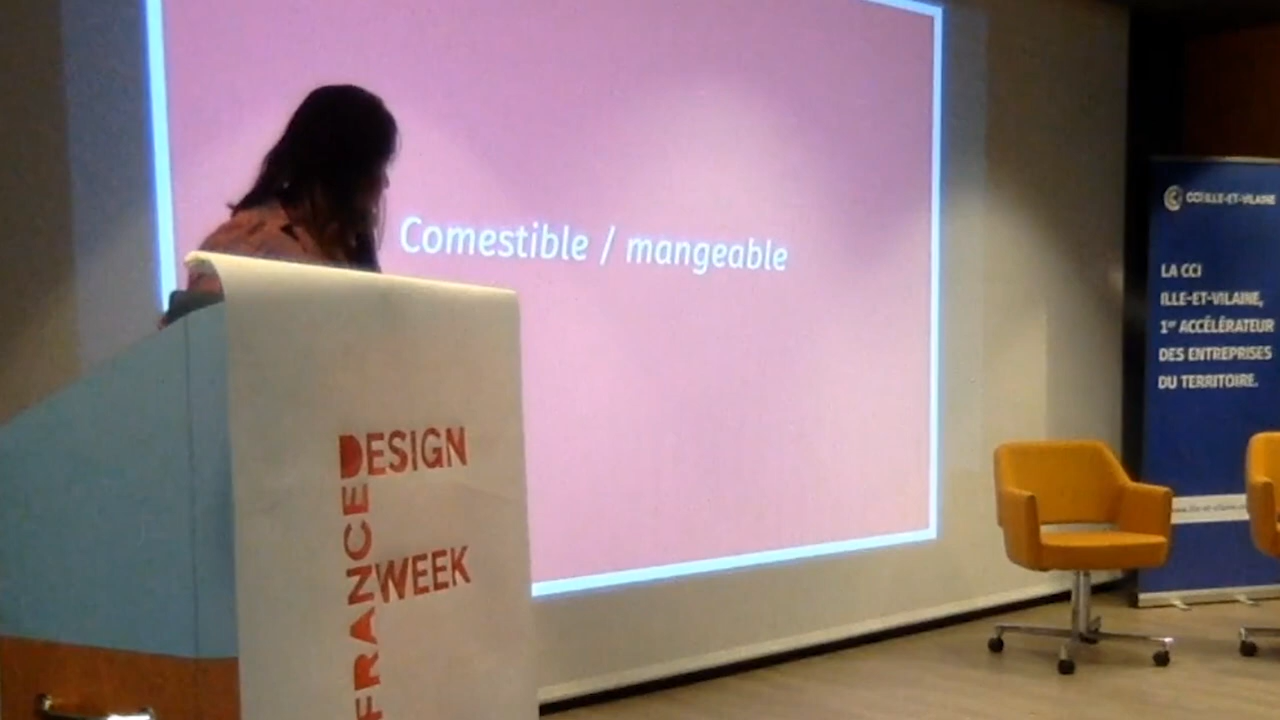 Comestible / mangeable
DESIGN
FRANCE
WEEK
CCI ILLE-ET-VILAINE
LA CCI
ILLE-ET-VILAINE,
1er ACCÉLÉRATEUR
DES ENTREPRISES
DU TERRITOIRE.